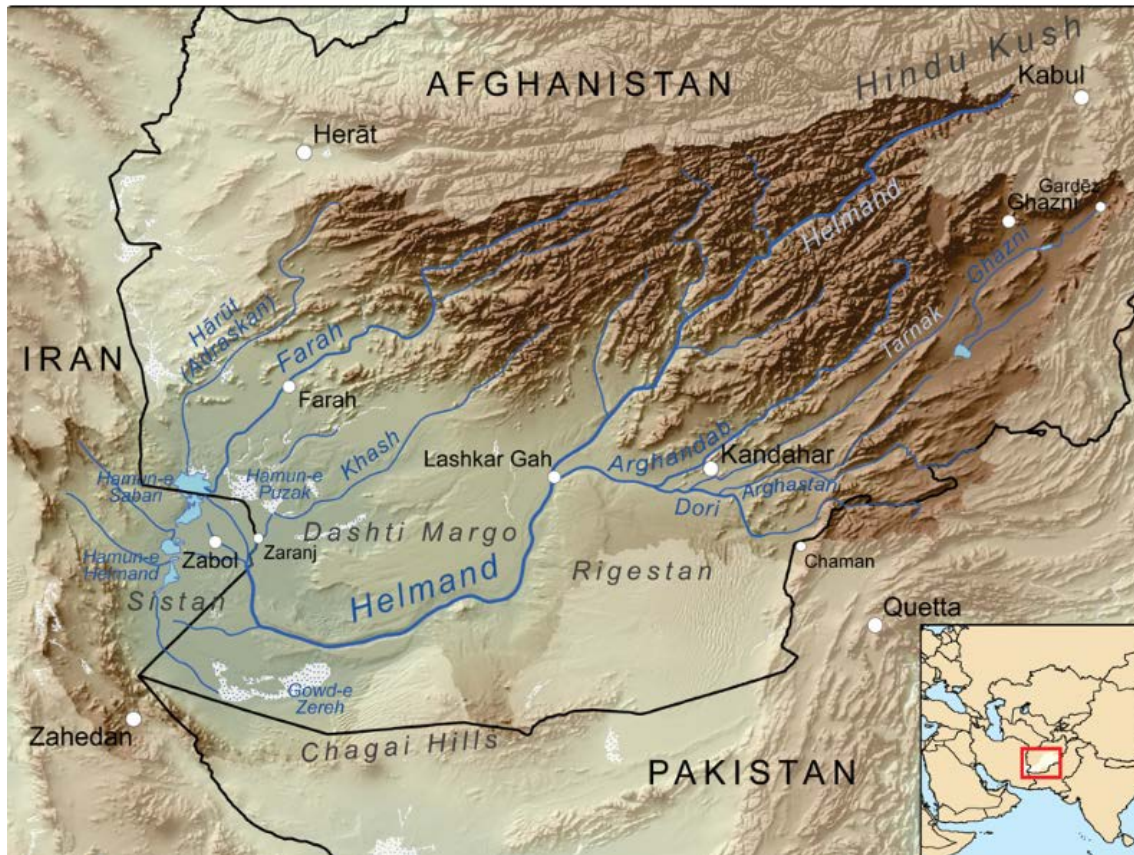 AFGHANISTAN
Hindu Kush
Kabul
Herāt
Gardēz
Ghazni
Helmand
Ghazni
Hārūt
(Adraskan)
Farah
Tarnak
IRAN
Farah
Khash
Lashkar Gah
Arghandab
Kandahar
Hamun-e
Sabari
Hamun-e
Puzak
Arghastan
Dori
Dashti Margo
Zaranj
Zabol
Hamun-e
Helmand
Chaman
Rigestan
Helmand
Sistan
Quetta
Gowd-e
Zereh
Zahedan
Chagai Hills
PAKISTAN